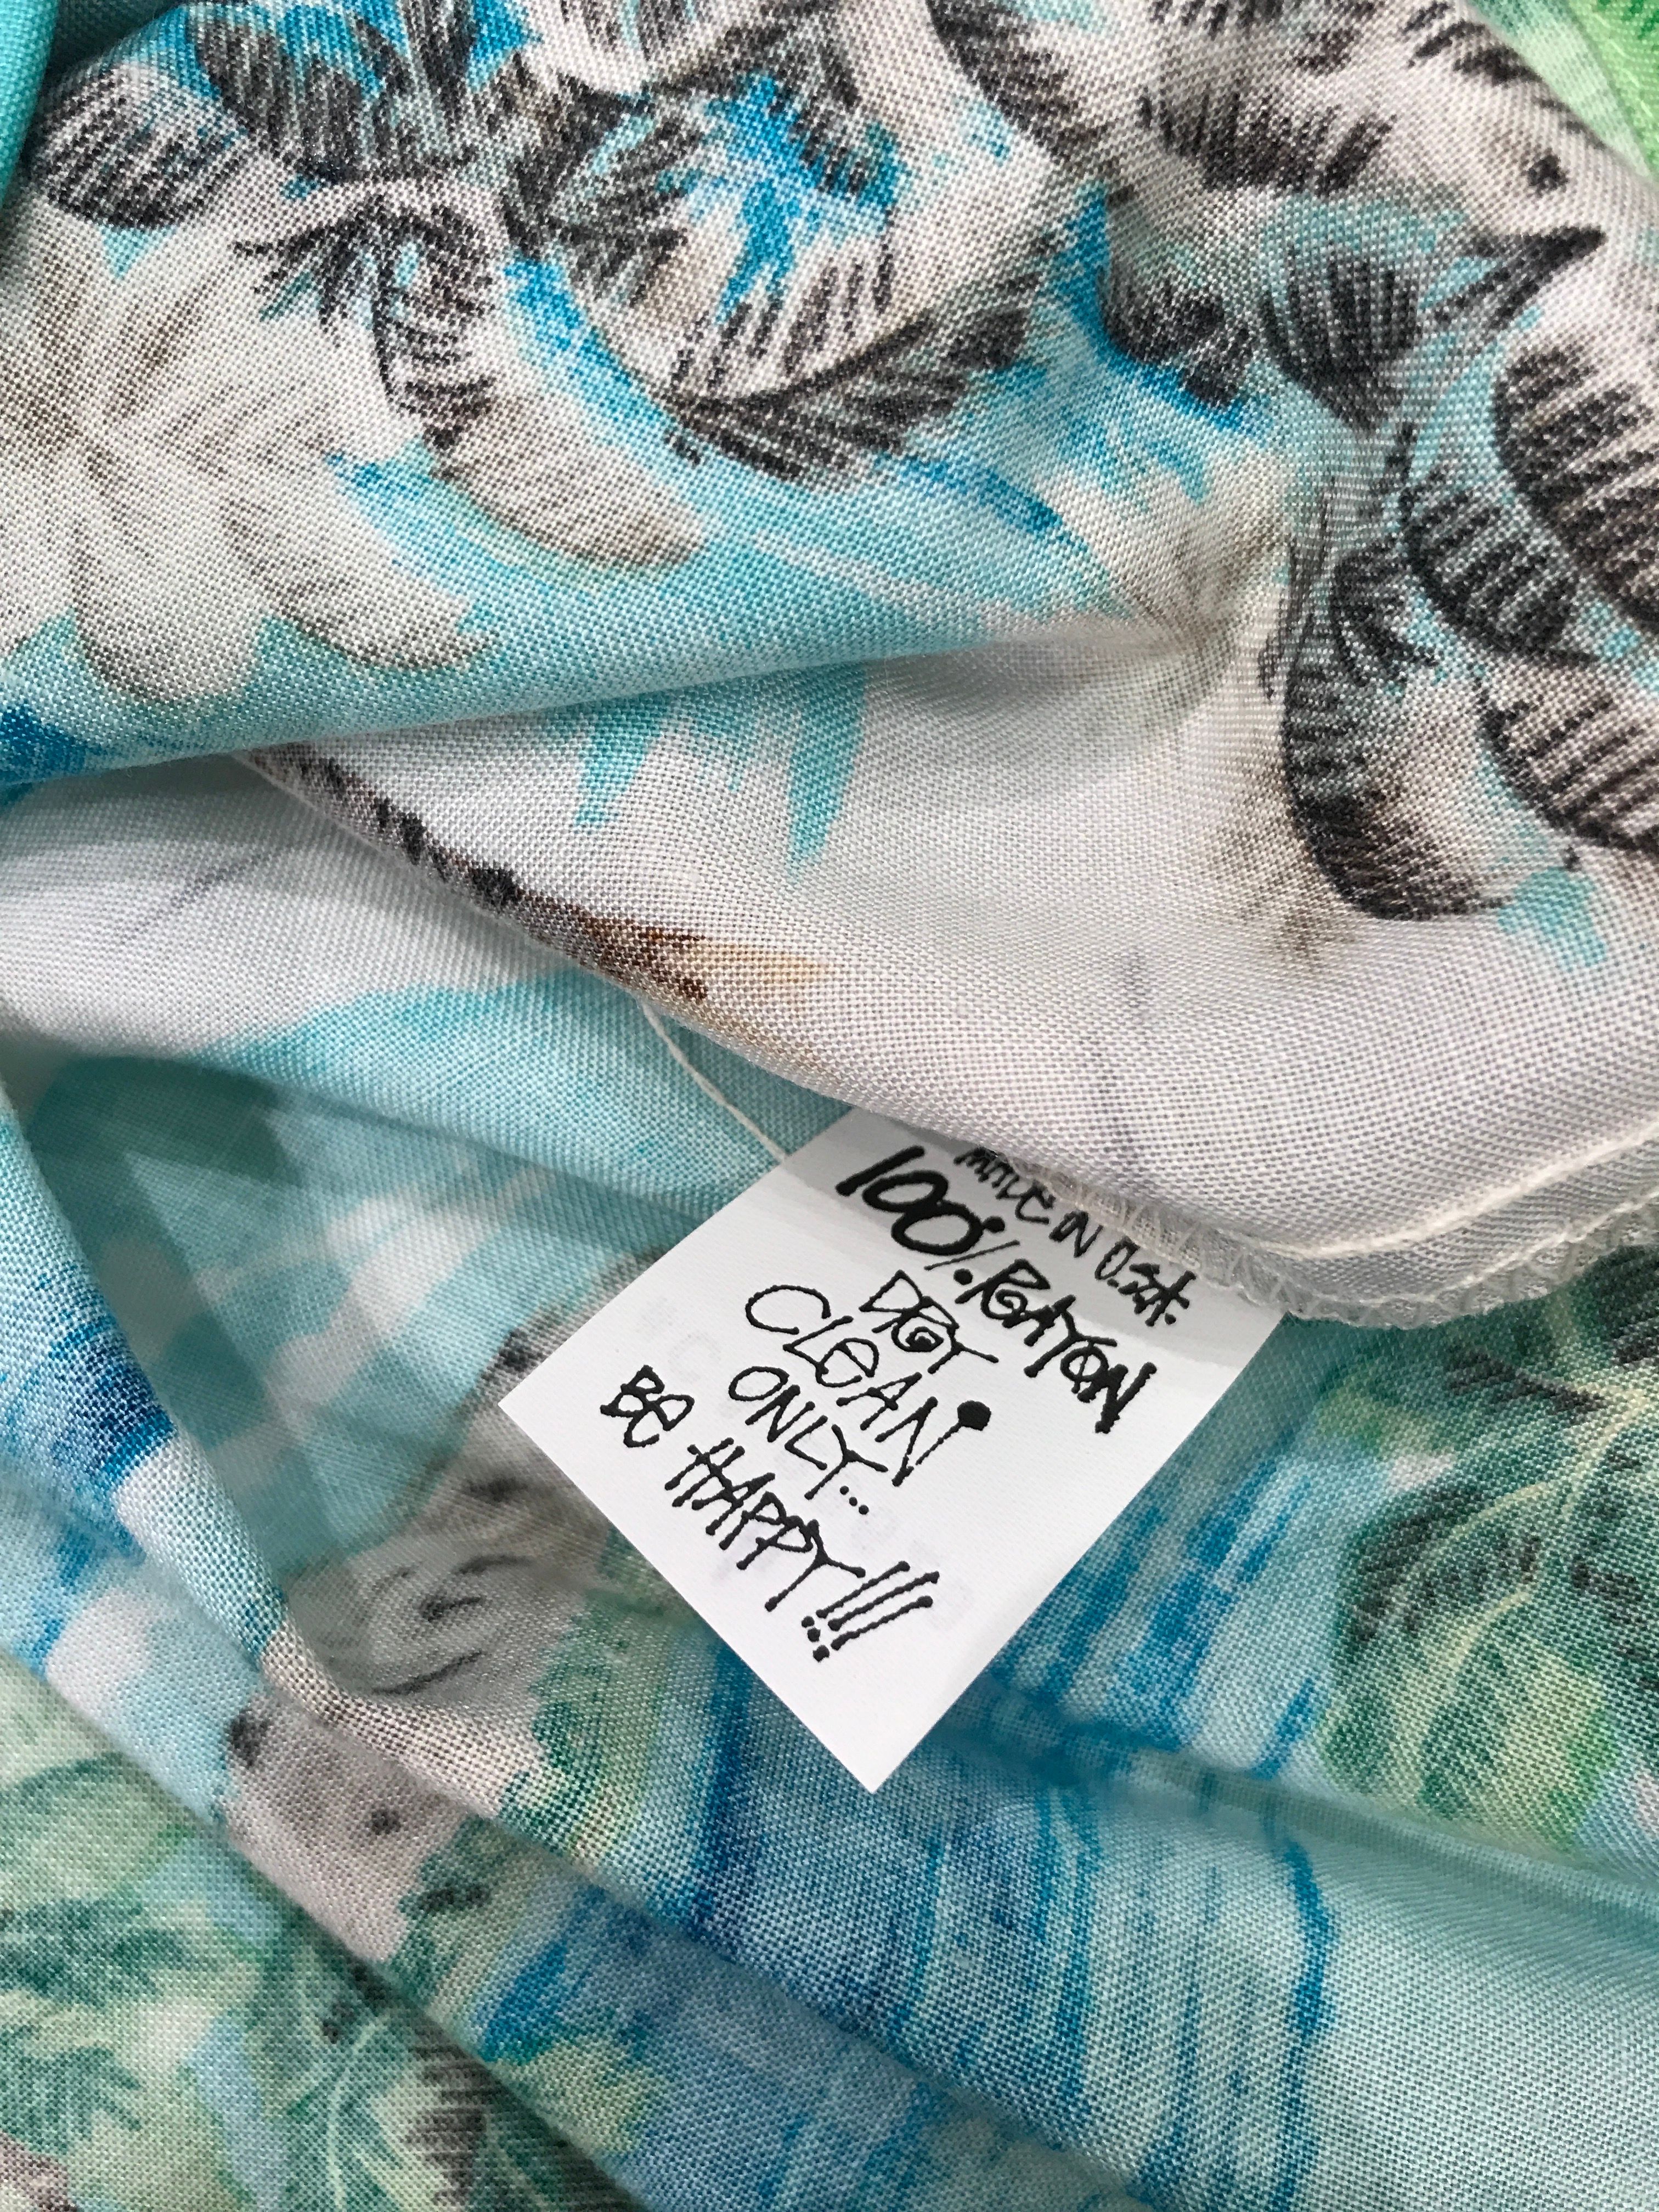 MADE IN U.S.A.
100% RAYON
DRY
CLEAN
ONLY...
BE HAPPY!!!